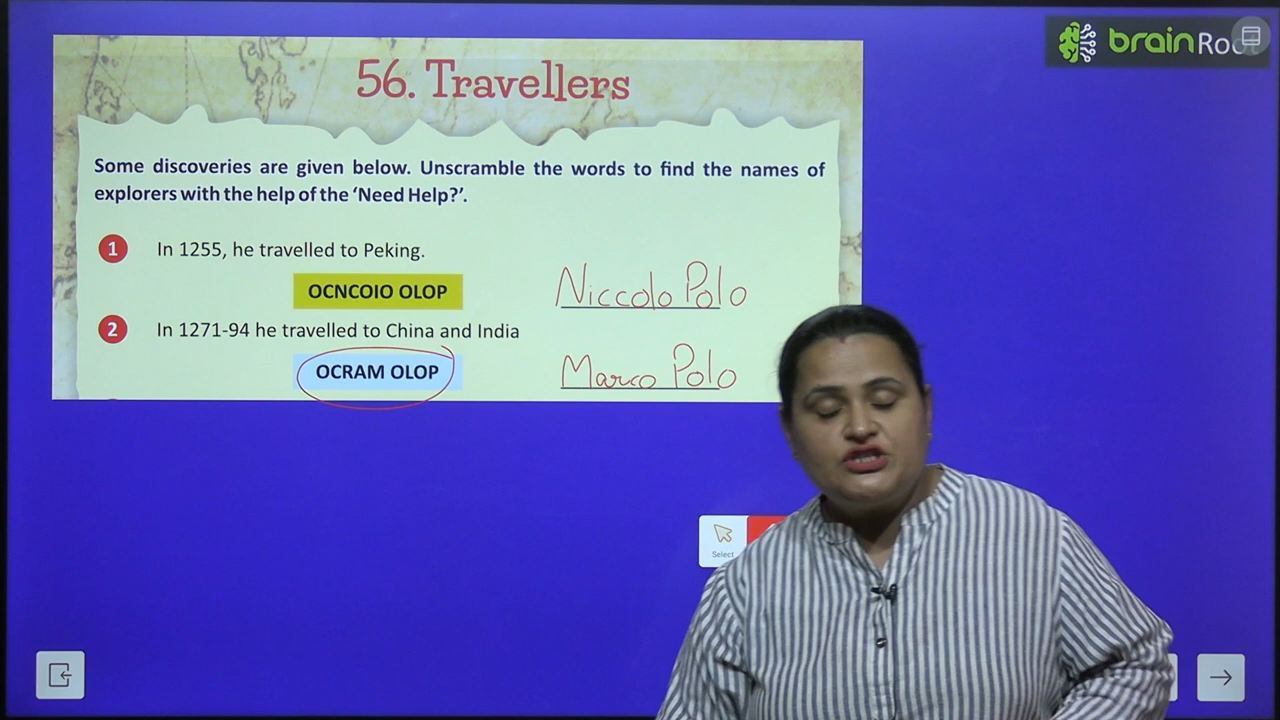 brainRoo
56. Travellers
Some discoveries are given below. Unscramble the words to find the names of
explorers with the help of the ‘Need Help?’.
1 In 1255, he travelled to Peking.
OCNCOIO OLOP Niccolo Polo
2 In 1271-94 he travelled to China and India
OCRAM OLOP Marco Polo
Select